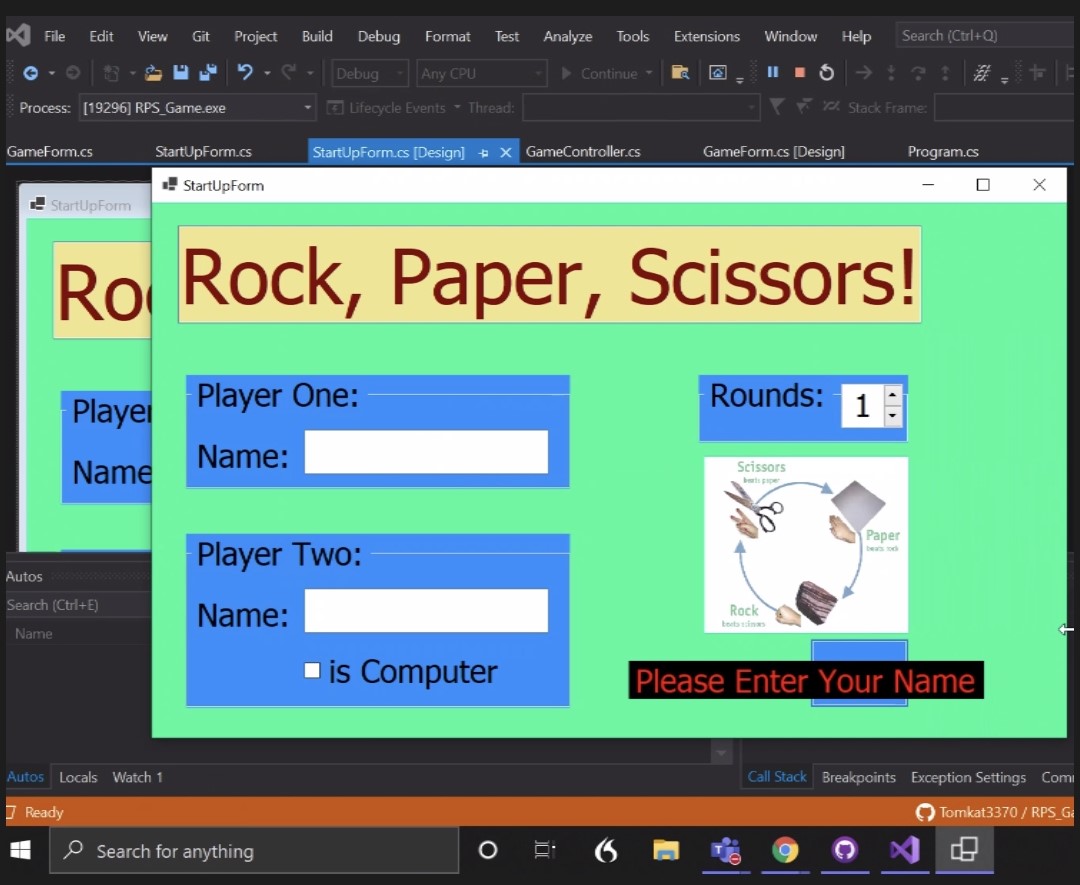 File Edit View Git Project Build Debug Format Test Analyze Tools Extensions Window Help Search (Ctrl+Q)
Debug Any CPU Continue
Process: [19296] RPS_Game.exe Lifecycle Events Thread: Stack Frame:
GameForm.cs StartUpForm.cs StartUpForm.cs [Design] GameController.cs GameForm.cs [Design] Program.cs
StartUpForm
StartUpForm
Roc
Rock, Paper, Scissors!
Player
Name
Player One:
Name:
Rounds: 1
Scissors
beats paper
Paper
beats rock
Rock
beats scissors
Player Two:
Name:
is Computer
Please Enter Your Name
Autos
Search (Ctrl+E)
Name
Autos Locals Watch 1 Call Stack Breakpoints Exception Settings Com
Ready Tomkat3370 / RPS_Ga
Search for anything